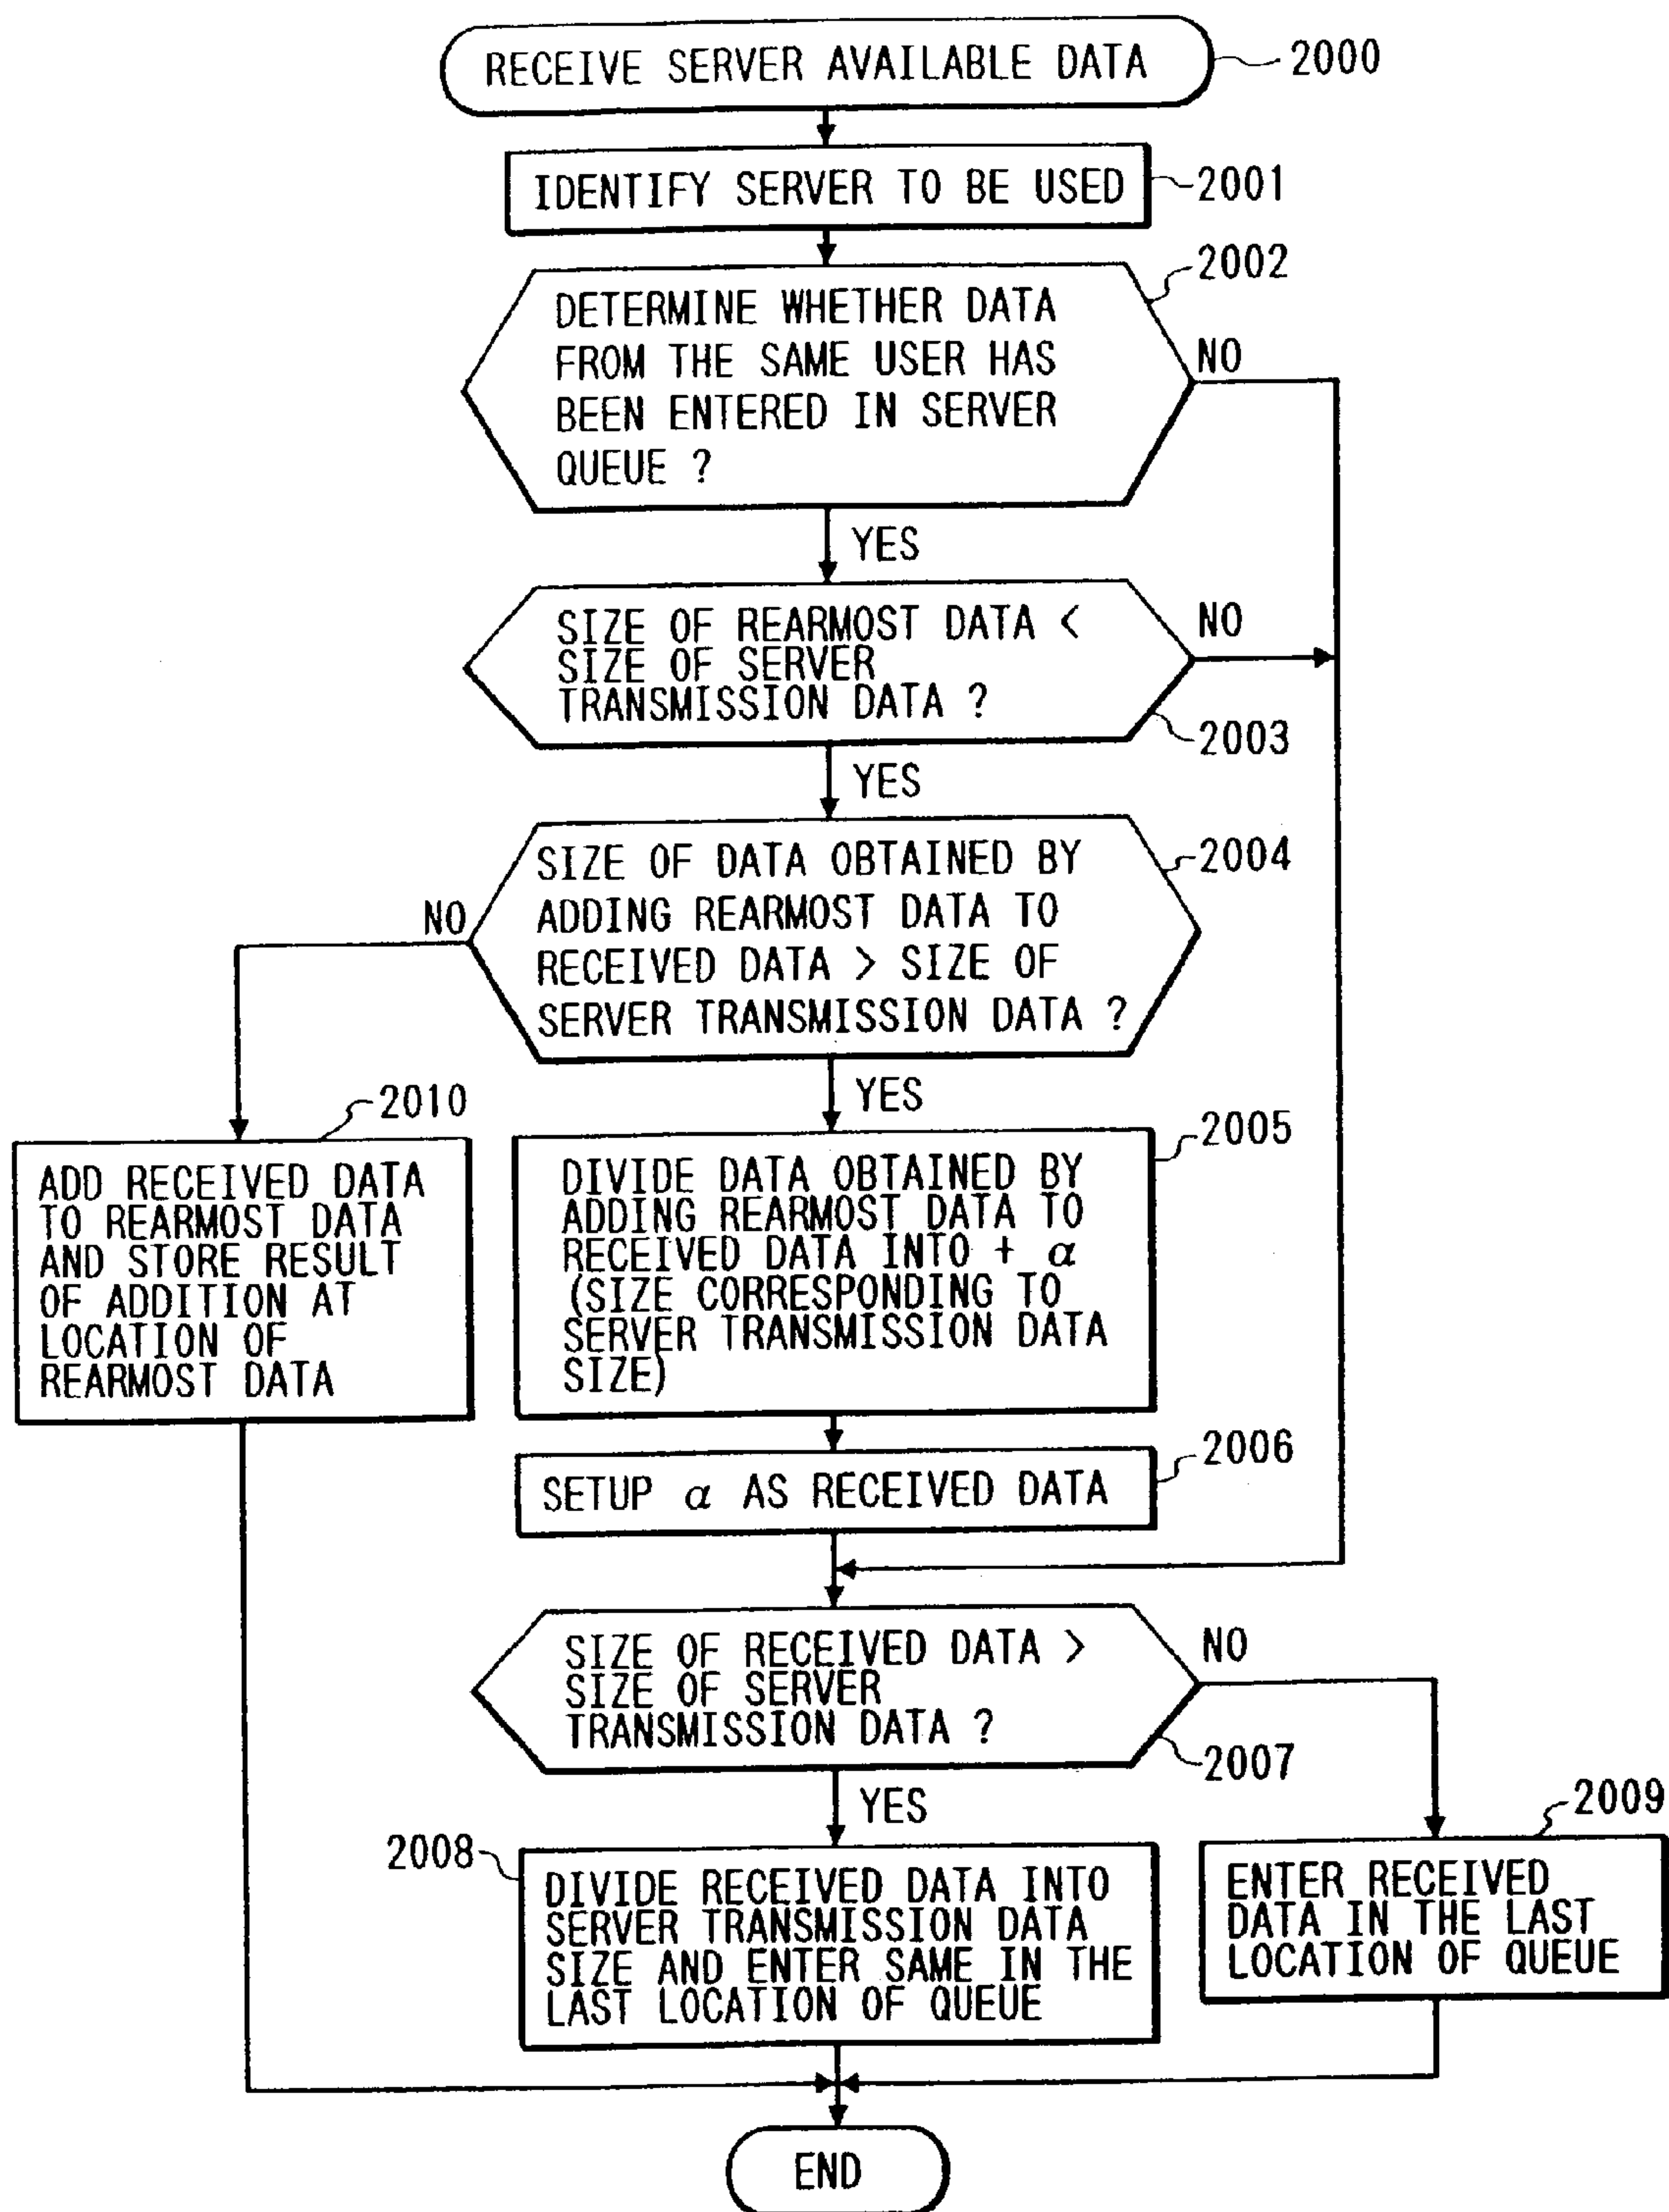 RECEIVE SERVER AVAILABLE DATA
2000
IDENTIFY SERVER TO BE USED
2001
2002
DETERMINE WHETHER DATA
FROM THE SAME USER HAS
BEEN ENTERED IN SERVER
QUEUE ?
NO
YES
SIZE OF REARMOST DATA <
SIZE OF SERVER
TRANSMISSION DATA ?
NO
2003
YES
2004
SIZE OF DATA OBTAINED BY
ADDING REARMOST DATA TO
RECEIVED DATA > SIZE OF
SERVER TRANSMISSION DATA ?
NO
YES
2010
ADD RECEIVED DATA
TO REARMOST DATA
AND STORE RESULT
OF ADDITION AT
LOCATION OF
REARMOST DATA
2005
DIVIDE DATA OBTAINED BY
ADDING REARMOST DATA TO
RECEIVED DATA INTO + α
(SIZE CORRESPONDING TO
SERVER TRANSMISSION DATA
SIZE)
2006
SETUP α AS RECEIVED DATA
SIZE OF RECEIVED DATA >
SIZE OF SERVER
TRANSMISSION DATA ?
NO
2007
YES
2008
DIVIDE RECEIVED DATA INTO
SERVER TRANSMISSION DATA
SIZE AND ENTER SAME IN THE
LAST LOCATION OF QUEUE
2009
ENTER RECEIVED
DATA IN THE LAST
LOCATION OF QUEUE
END